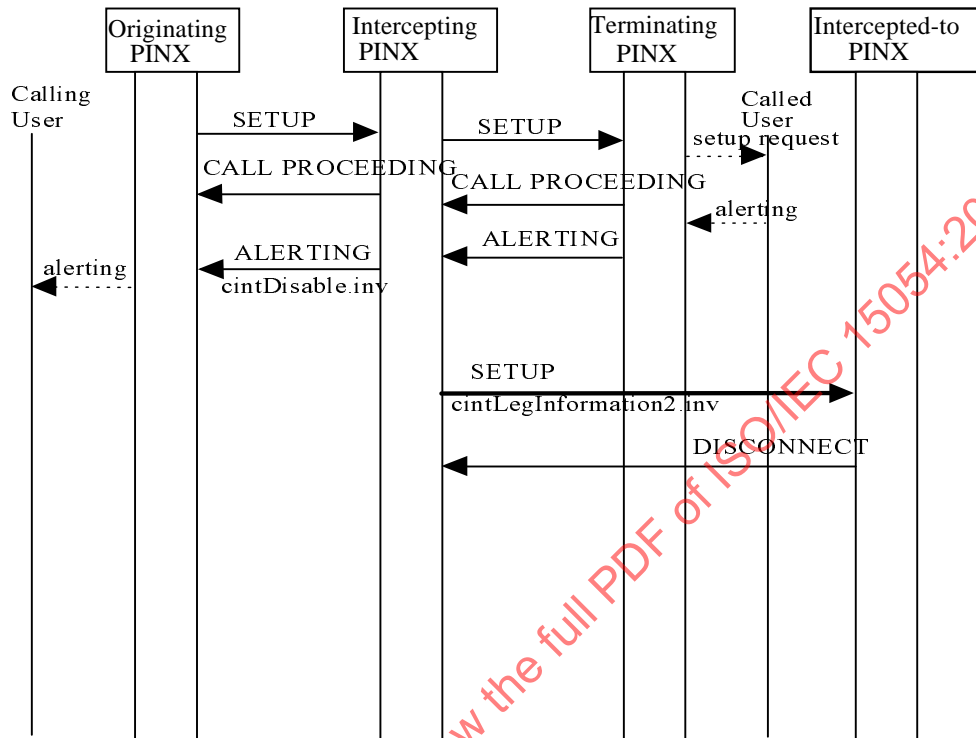 Originating
PINX
Intercepting
PINX
Terminating
PINX
Intercepted-to
PINX
Calling
User
Called
User
SETUP
SETUP
setup request
CALL PROCEEDING
CALL PROCEEDING
alerting
ALERTING
ALERTING
alerting
cintDisable.inv
SETUP
cintLegInformation2.inv
DISCONNECT
w the full PDF of ISO/IEC 15054:20